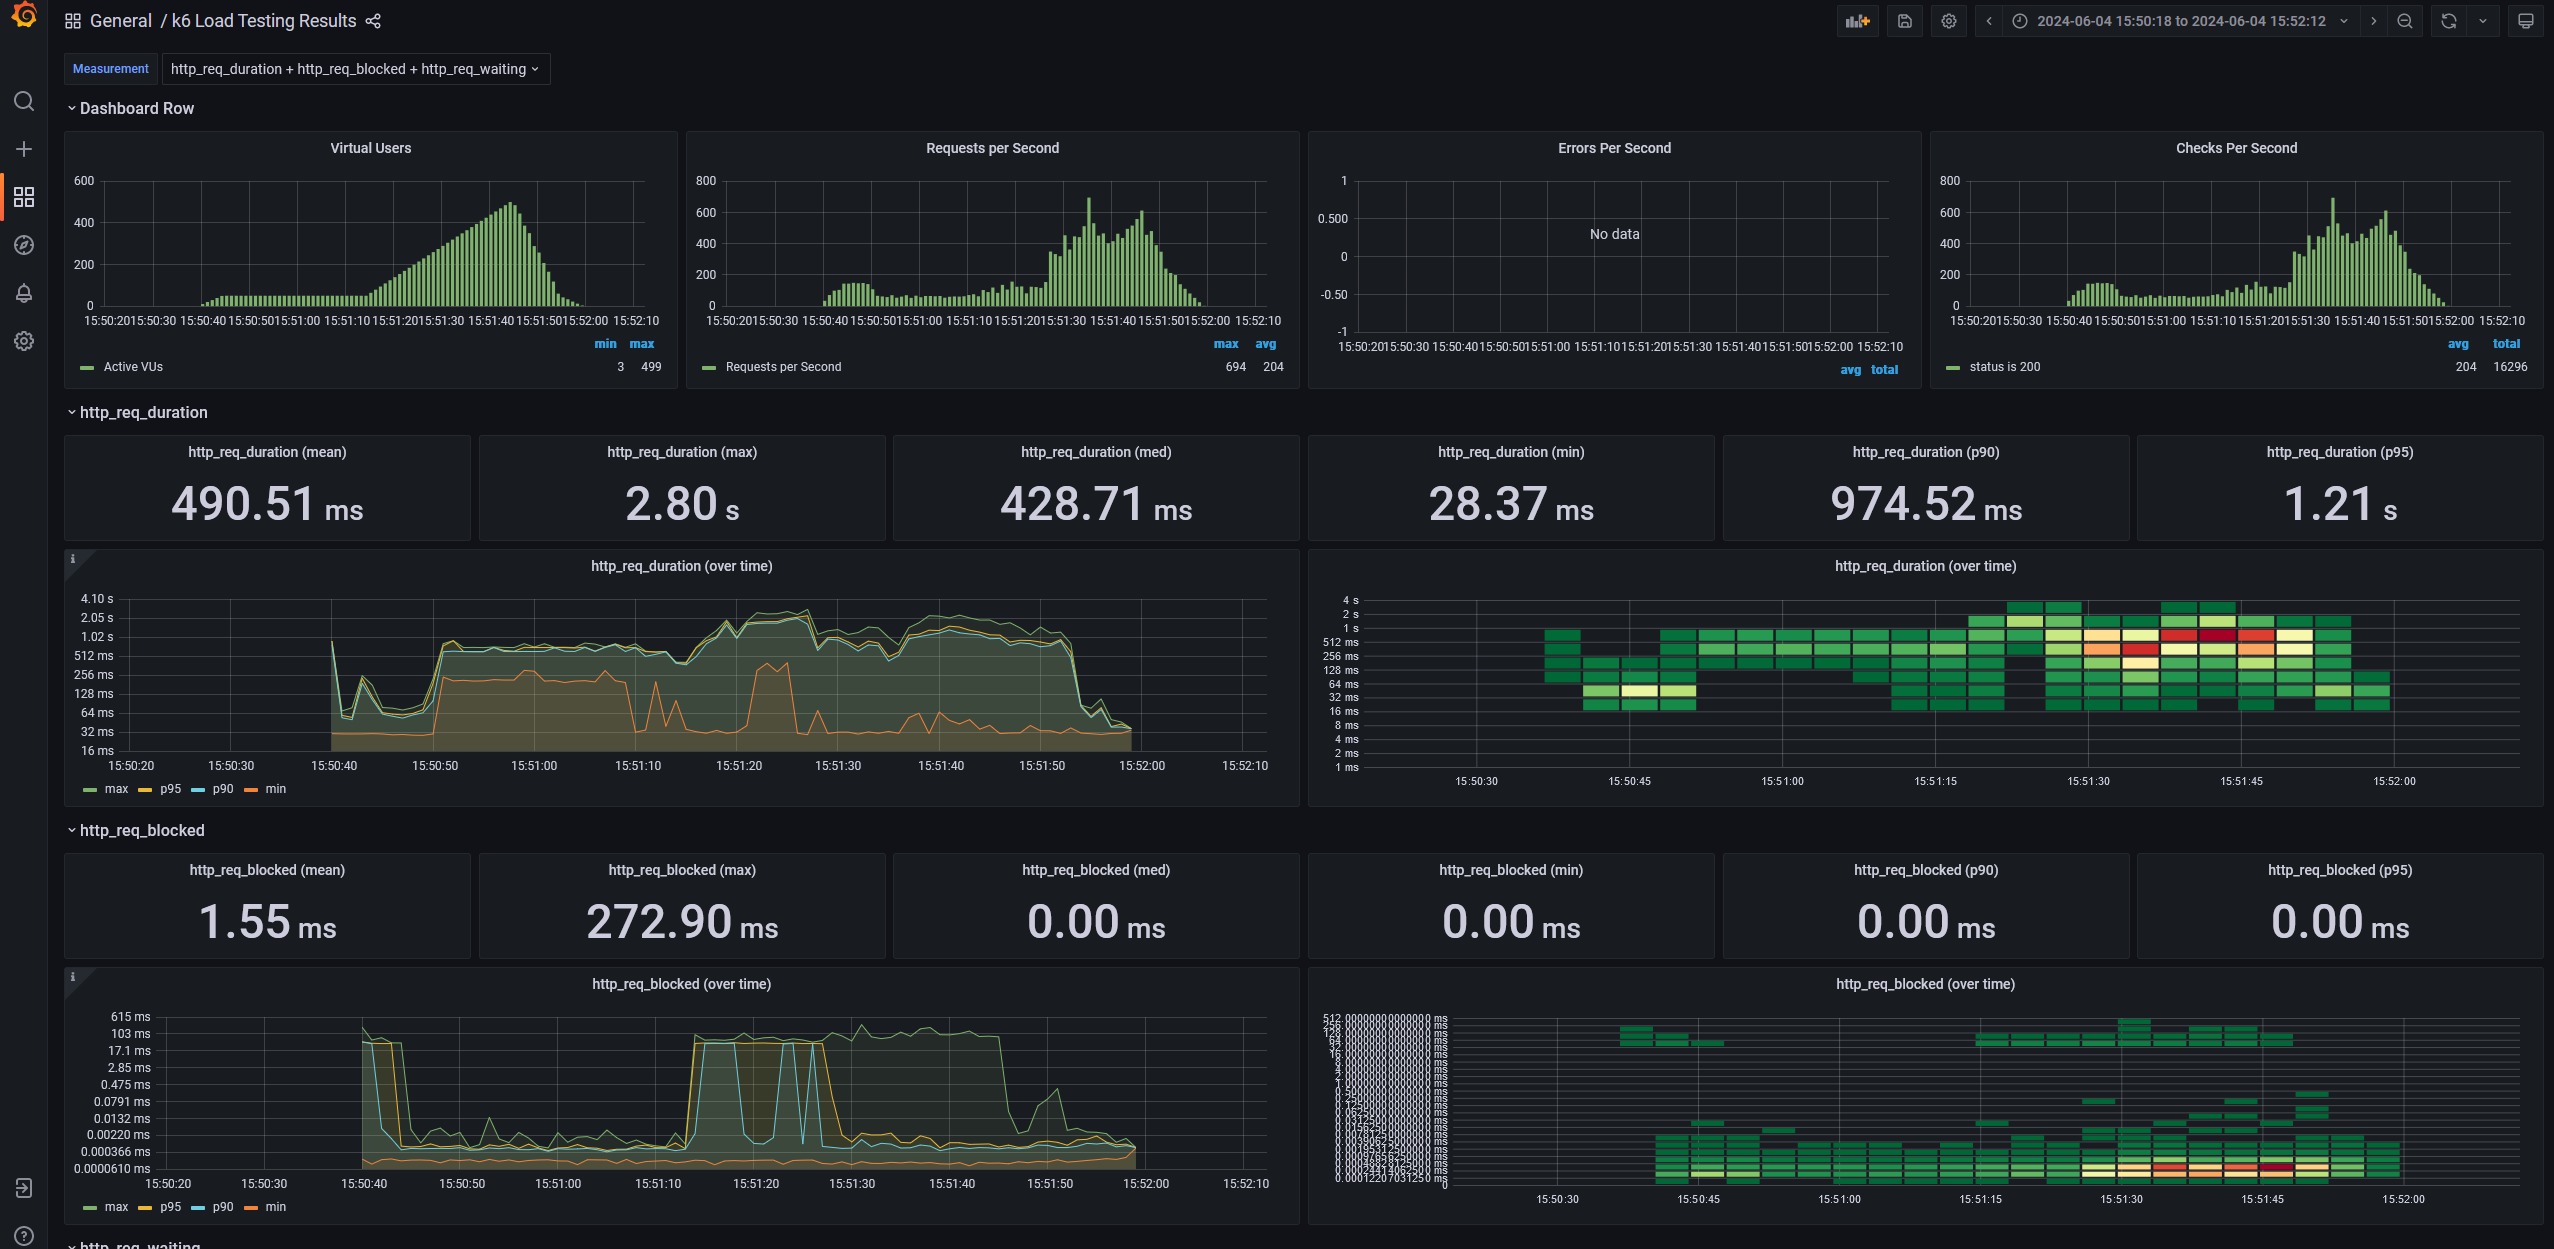 General / k6 Load Testing Results
2024-06-04 15:50:18 to 2024-06-04 15:52:12
Measurement http_req_duration + http_req_blocked + http_req_waiting
Dashboard Row
Virtual Users
600
400
200
0
15:50:20 15:50:30 15:50:40 15:50:50 15:51:00 15:51:10 15:51:20 15:51:30 15:51:40 15:51:50 15:52:00 15:52:10
min max
Active VUs 3 499
Requests per Second
800
600
400
200
0
15:50:20 15:50:30 15:50:40 15:50:50 15:51:00 15:51:10 15:51:20 15:51:30 15:51:40 15:51:50 15:52:00 15:52:10
max avg
Requests per Second 694 204
Errors Per Second
1
0.500
0
-0.50
-1
No data
15:50:20 15:50:30 15:50:40 15:50:50 15:51:00 15:51:10 15:51:20 15:51:30 15:51:40 15:51:50 15:52:00 15:52:10
avg total
Checks Per Second
800
600
400
200
0
15:50:20 15:50:30 15:50:40 15:50:50 15:51:00 15:51:10 15:51:20 15:51:30 15:51:40 15:51:50 15:52:00 15:52:10
avg total
status is 200 204 16296
http_req_duration
http_req_duration (mean)
490.51 ms
http_req_duration (max)
2.80 s
http_req_duration (med)
428.71 ms
http_req_duration (min)
28.37 ms
http_req_duration (p90)
974.52 ms
http_req_duration (p95)
1.21 s
http_req_duration (over time)
4.10 s
2.05 s
1.02 s
512 ms
256 ms
128 ms
64 ms
32 ms
16 ms
15:50:20 15:50:30 15:50:40 15:50:50 15:51:00 15:51:10 15:51:20 15:51:30 15:51:40 15:51:50 15:52:00 15:52:10
max p95 p90 min
http_req_duration (over time)
4 s
2 s
1 s
512 ms
256 ms
128 ms
64 ms
32 ms
16 ms
8 ms
4 ms
2 ms
1 ms
15:50:30 15:50:45 15:51:00 15:51:15 15:51:30 15:51:45 15:52:00
http_req_blocked
http_req_blocked (mean)
1.55 ms
http_req_blocked (max)
272.90 ms
http_req_blocked (med)
0.00 ms
http_req_blocked (min)
0.00 ms
http_req_blocked (p90)
0.00 ms
http_req_blocked (p95)
0.00 ms
http_req_blocked (over time)
615 ms
103 ms
17.1 ms
2.85 ms
0.475 ms
0.0791 ms
0.0132 ms
0.00220 ms
0.000366 ms
0.0000610 ms
15:50:20 15:50:30 15:50:40 15:50:50 15:51:00 15:51:10 15:51:20 15:51:30 15:51:40 15:51:50 15:52:00 15:52:10
max p95 p90 min
http_req_blocked (over time)
0.00012207031250 ms
0
15:50:30 15:50:45 15:51:00 15:51:15 15:51:30 15:51:45 15:52:00
http_req_waiting